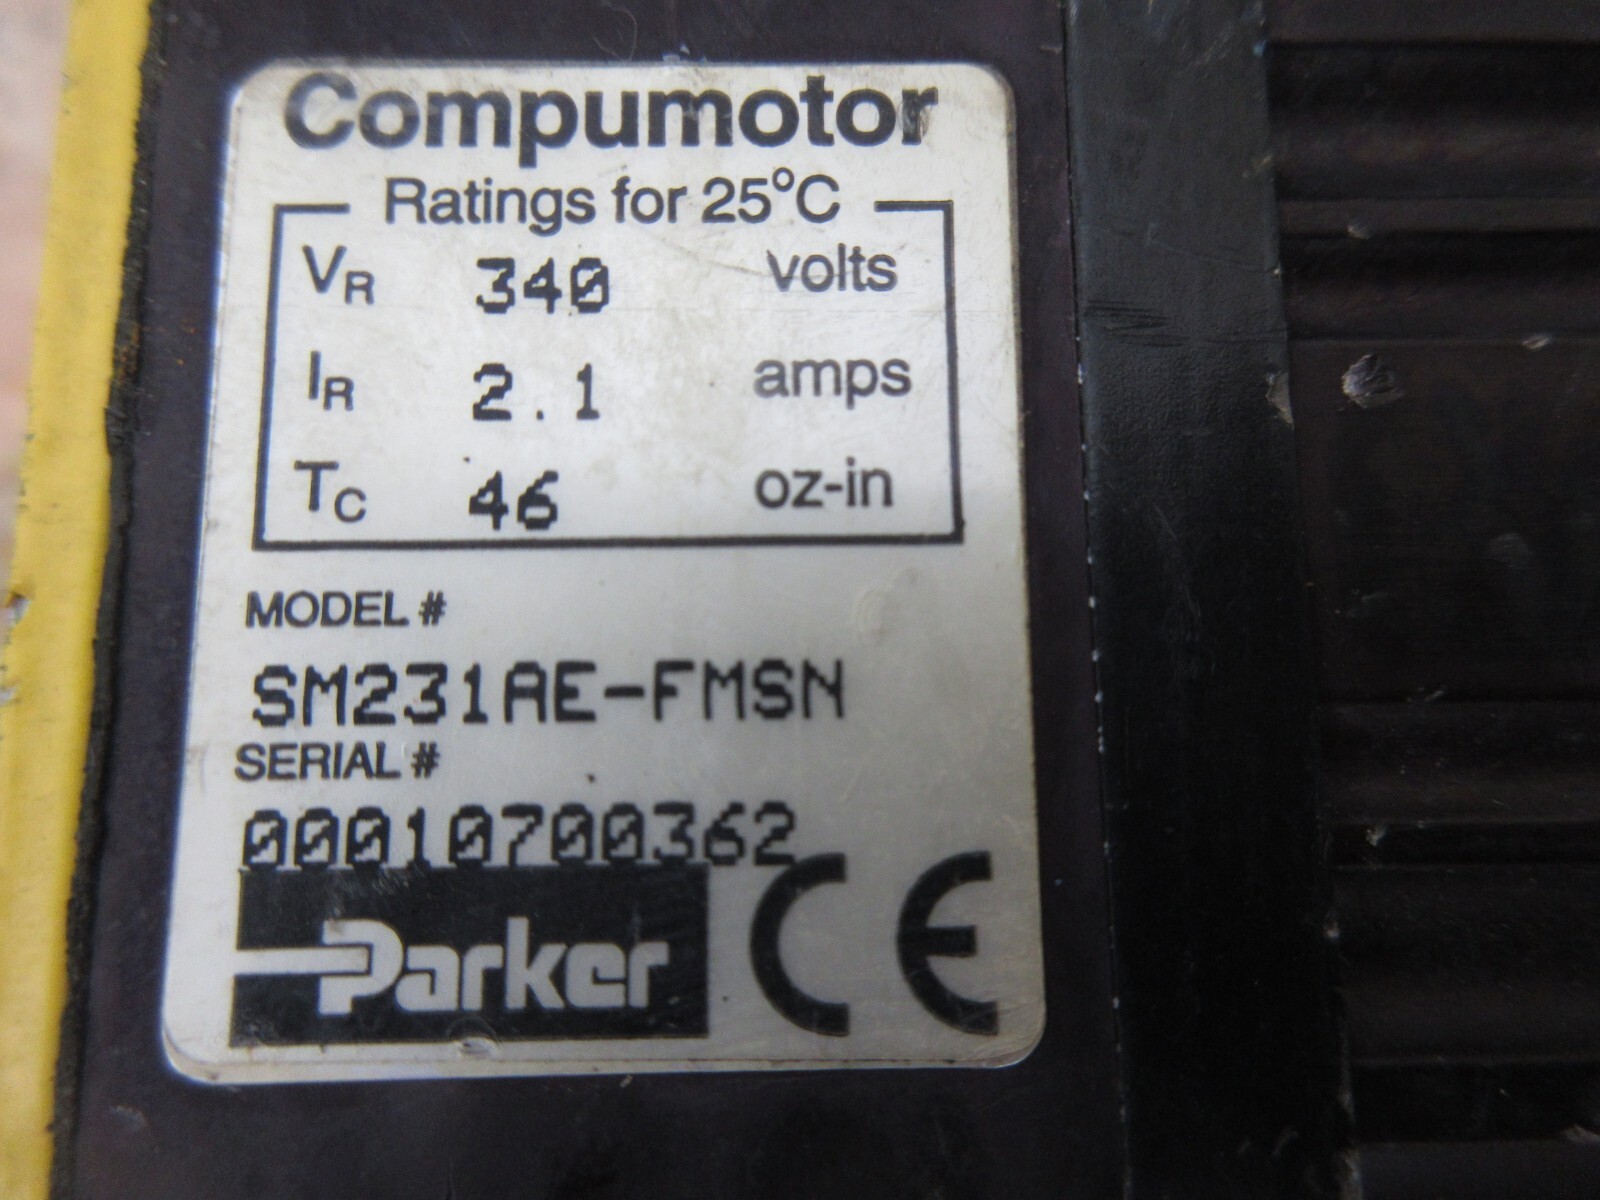 Compumotor
Ratings for 25°C
VR 340 volts
IR 2.1 amps
TC 46 oz-in
MODEL #
SM231AE-FMSN
SERIAL #
00010700362
Parker CE